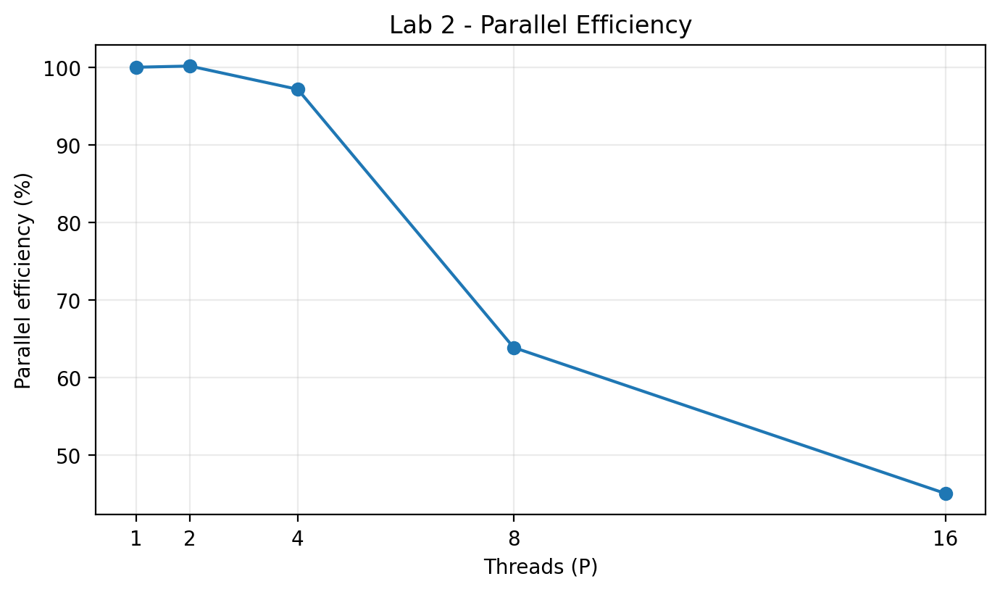 Lab 2 - Parallel Efficiency
Parallel efficiency (%)
100
90
80
70
60
50
1 2 4 8 16
Threads (P)